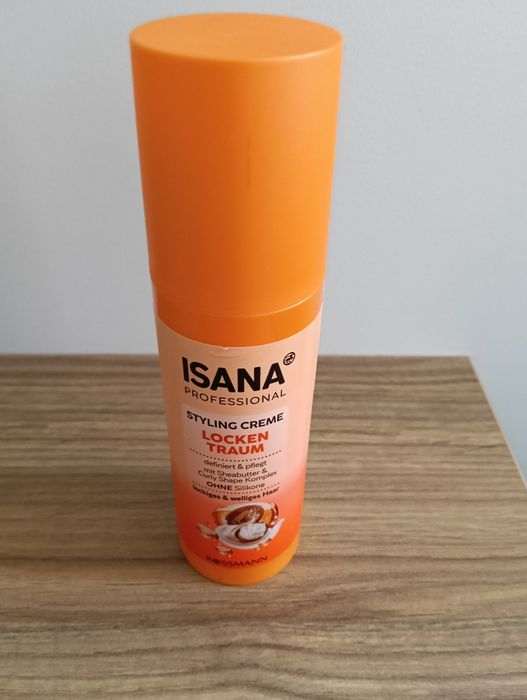 ISANA
PROFESSIONAL
STYLING CREME
LOCKEN
TRAUM
definiert & pflegt
mit Sheabutter &
Curly Shape Komplex
OHNE Silikone
lockiges & welliges Haar
ROSSMANN